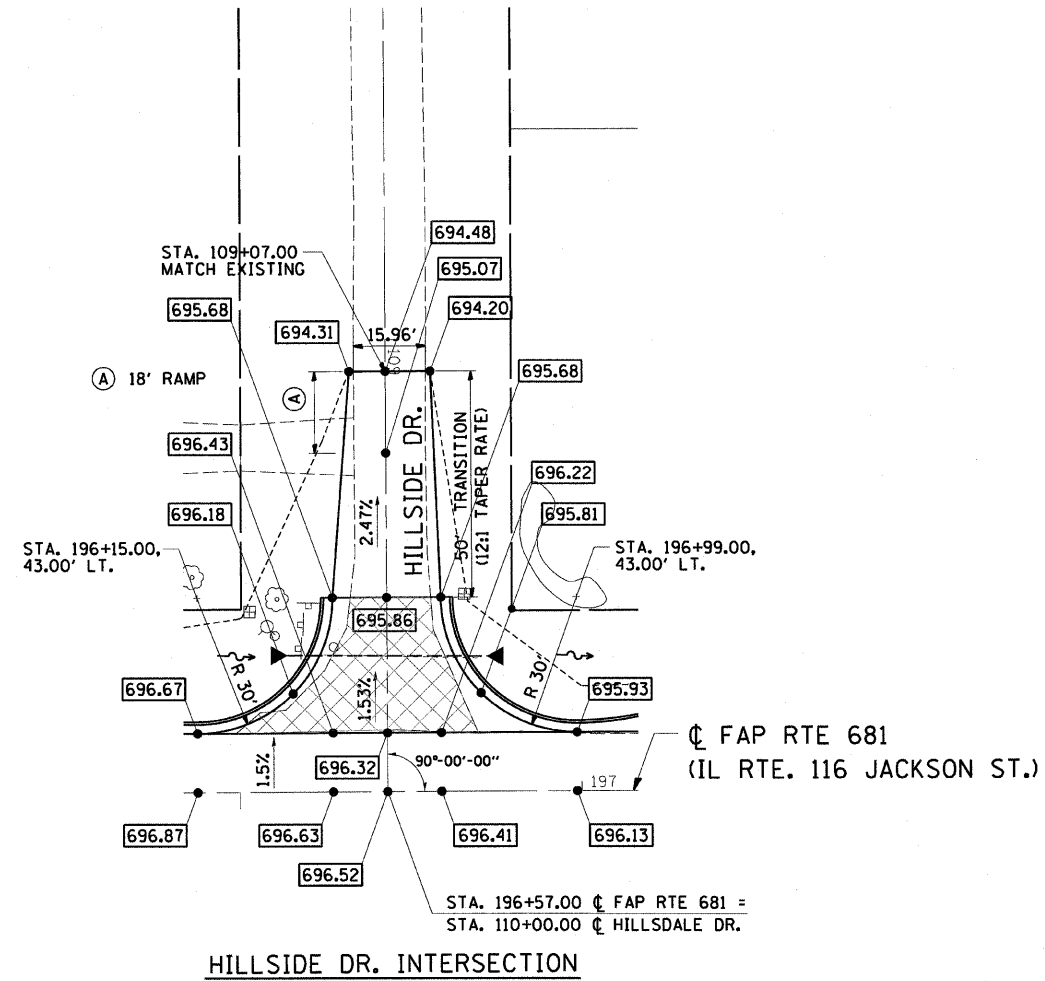 694.48
STA. 109+07.00
MATCH EXISTING
695.07
695.68
694.20
694.31
15.96'
109
695.68
A 18' RAMP
A
HILLSIDE DR.
50' TRANSITION
(12:1 TAPER RATE)
696.43
696.22
2.47%
696.18
695.81
STA. 196+15.00,
43.00' LT.
STA. 196+99.00,
43.00' LT.
695.86
R 30'
R 30'
1.53%
696.67
695.93
℄ FAP RTE 681
(IL RTE. 116 JACKSON ST.)
1.5%
696.32
90°-00'-00"
197
696.87
696.63
696.41
696.13
696.52
STA. 196+57.00 ℄ FAP RTE 681 =
STA. 110+00.00 ℄ HILLSDALE DR.
HILLSIDE DR. INTERSECTION